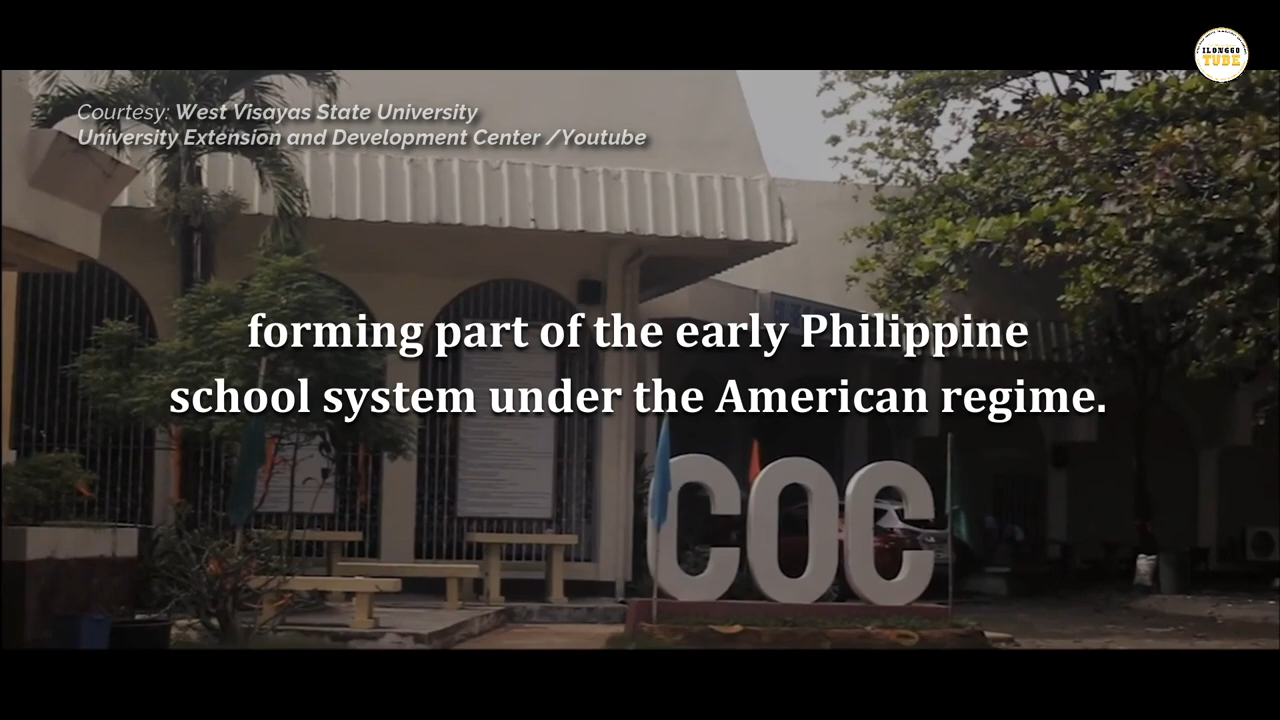 ILONGGO
TUBE
Courtesy: West Visayas State University
University Extension and Development Center /Youtube
forming part of the early Philippine
school system under the American regime.
COC